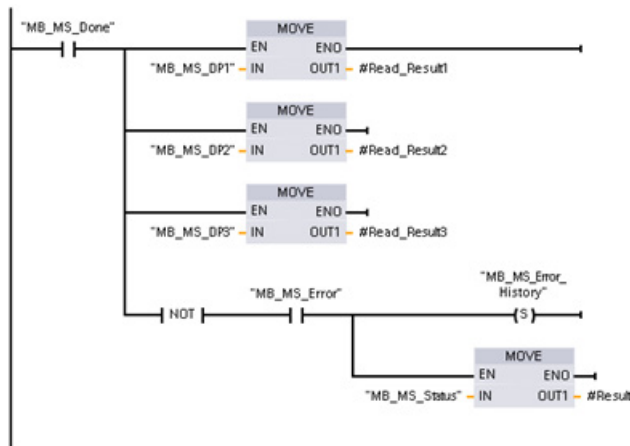 "MB_MS_Done"
MOVE
EN ENO
"MB_MS_DP1" IN OUT1 #Read_Result1
MOVE
EN ENO
"MB_MS_DP2" IN OUT1 #Read_Result2
MOVE
EN ENO
"MB_MS_DP3" IN OUT1 #Read_Result3
"MB_MS_Error_
History"
"MB_MS_Error"
NOT
S
MOVE
EN ENO
"MB_MS_Status" IN OUT1 #Result